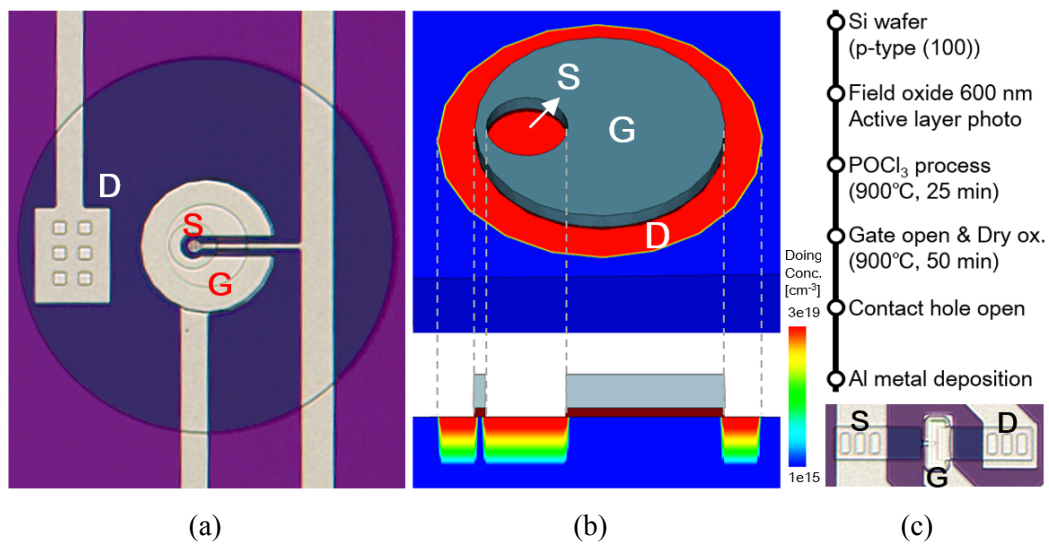 D
S
G
(a)
S
G
D
Doing
Conc.
[cm⁻³]
3e19
1e15
(b)
Si wafer
(p-type (100))
Field oxide 600 nm
Active layer photo
POCl₃ process
(900℃, 25 min)
Gate open & Dry ox.
(900℃, 50 min)
Contact hole open
Al metal deposition
S
D
G
(c)